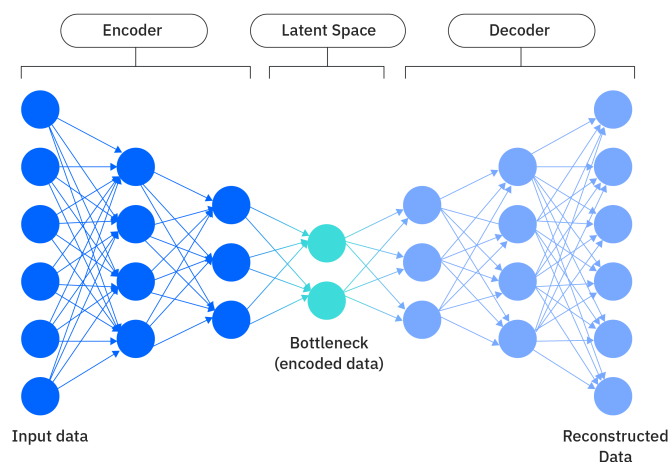 Encoder
Latent Space
Decoder
Bottleneck
(encoded data)
Input data
Reconstructed
Data